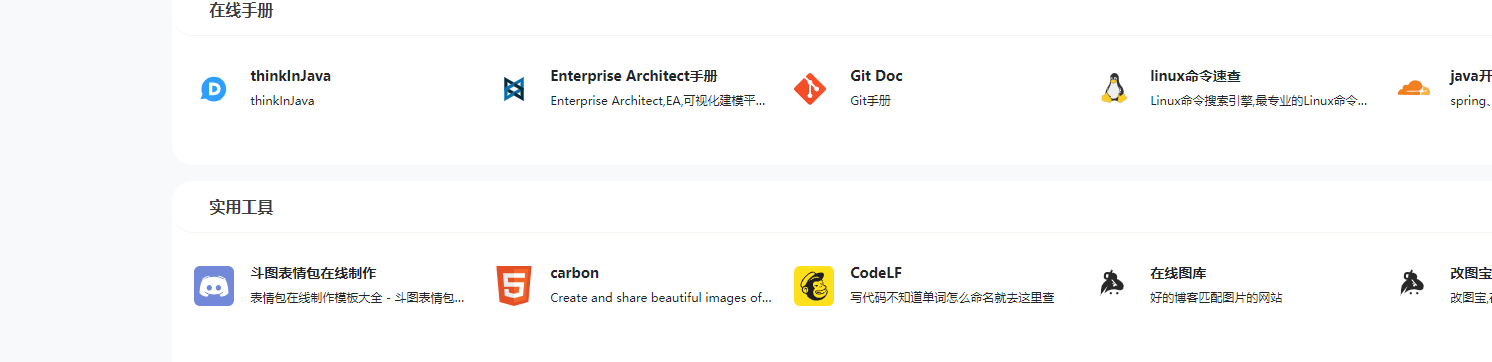 在线手册
thinkInJava
thinkInJava
Enterprise Architect手册
Enterprise Architect,EA,可视化建模平...
Git Doc
Git手册
linux命令速查
Linux命令搜索引擎,最专业的Linux命令...
java开
spring、
实用工具
斗图表情包在线制作
表情包在线制作模板大全 - 斗图表情包...
carbon
Create and share beautiful images of...
CodeLF
写代码不知道单词怎么命名就去这里查
在线图库
好的博客匹配图片的网站
改图宝
改图宝,